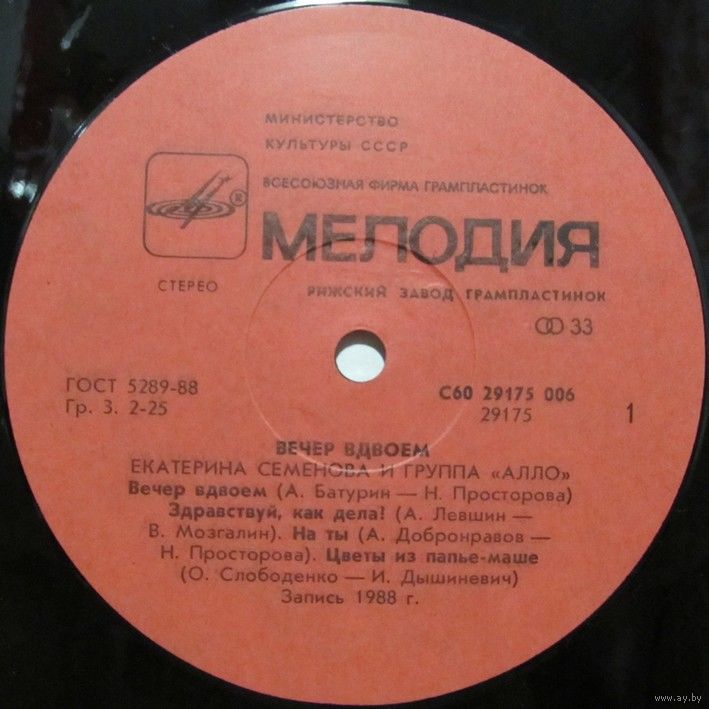 МИНИСТЕРСТВО
КУЛЬТУРЫ СССР
ВСЕСОЮЗНАЯ ФИРМА ГРАМПЛАСТИНОК
®
МЕЛОДИЯ
СТЕРЕО
РИЖСКИЙ ЗАВОД ГРАМПЛАСТИНОК
33
ГОСТ 5289-88
Гр. 3. 2-25
С60 29175 006
29175
1
ВЕЧЕР ВДВОЕМ
ЕКАТЕРИНА СЕМЕНОВА И ГРУППА «АЛЛО»
Вечер вдвоем (А. Батурин — Н. Просторова)
Здравствуй, как дела! (А. Левшин —
В. Мозгалин). На ты (А. Добронравов —
Н. Просторова). Цветы из папье-маше
(О. Слободенко — И. Дышиневич)
Запись 1988 г.
www.ay.by